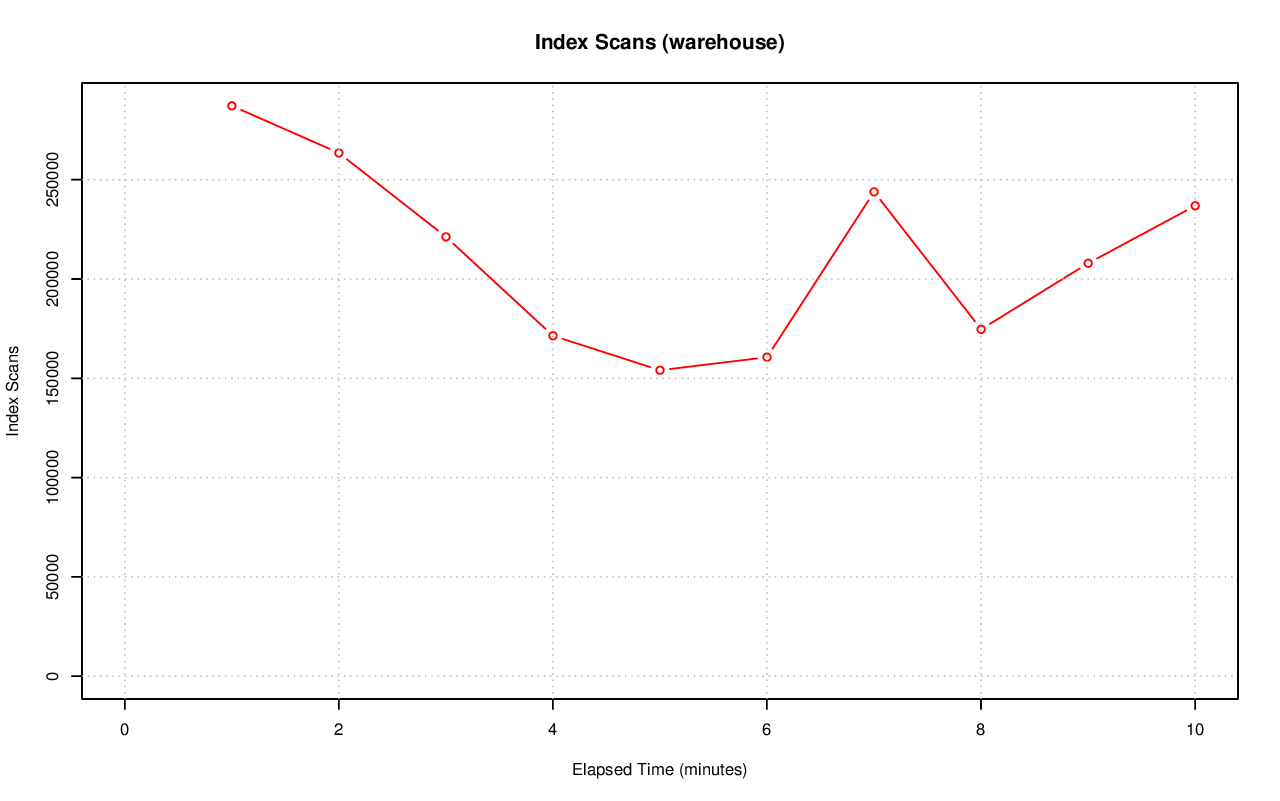 Index Scans (warehouse)
Index Scans
250000
200000
150000
100000
50000
0
0 2 4 6 8 10
Elapsed Time (minutes)